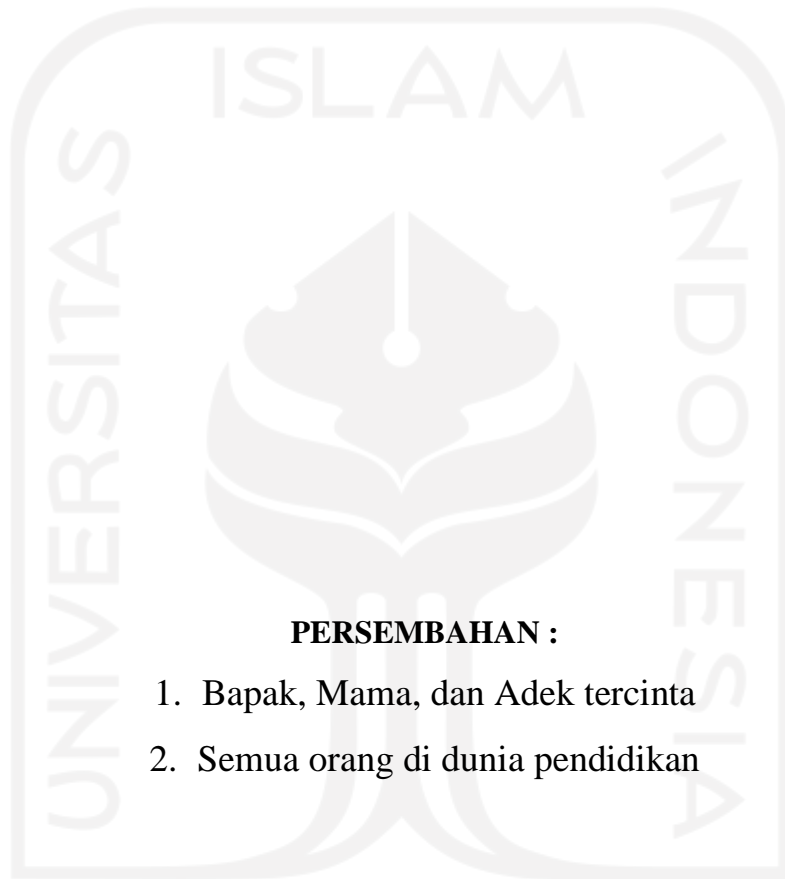 UNIVERSITAS
ISLAM
INDONESIA
PERSEMBAHAN :
1. Bapak, Mama, dan Adek tercinta
2. Semua orang di dunia pendidikan